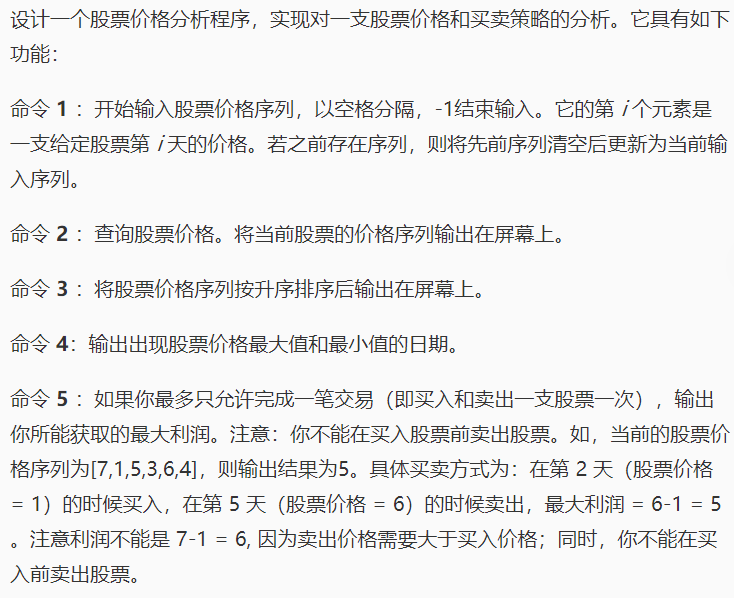 设计一个股票价格分析程序，实现对一支股票价格和买卖策略的分析。它具有如下
功能：
命令 1 ：开始输入股票价格序列，以空格分隔，-1结束输入。它的第 i 个元素是
一支给定股票第 i 天的价格。若之前存在序列，则将先前序列清空后更新为当前输
入序列。
命令 2 ：查询股票价格。将当前股票的价格序列输出在屏幕上。
命令 3 ：将股票价格序列按升序排序后输出在屏幕上。
命令 4：输出出现股票价格最大值和最小值的日期。
命令 5 ：如果你最多只允许完成一笔交易（即买入和卖出一支股票一次），输出
你所能获取的最大利润。注意：你不能在买入股票前卖出股票。如，当前的股票价
格序列为[7,1,5,3,6,4]，则输出结果为5。具体买卖方式为：在第 2 天（股票价格
= 1）的时候买入，在第 5 天（股票价格 = 6）的时候卖出，最大利润 = 6-1 = 5
。注意利润不能是 7-1 = 6, 因为卖出价格需要大于买入价格；同时，你不能在买
入前卖出股票。